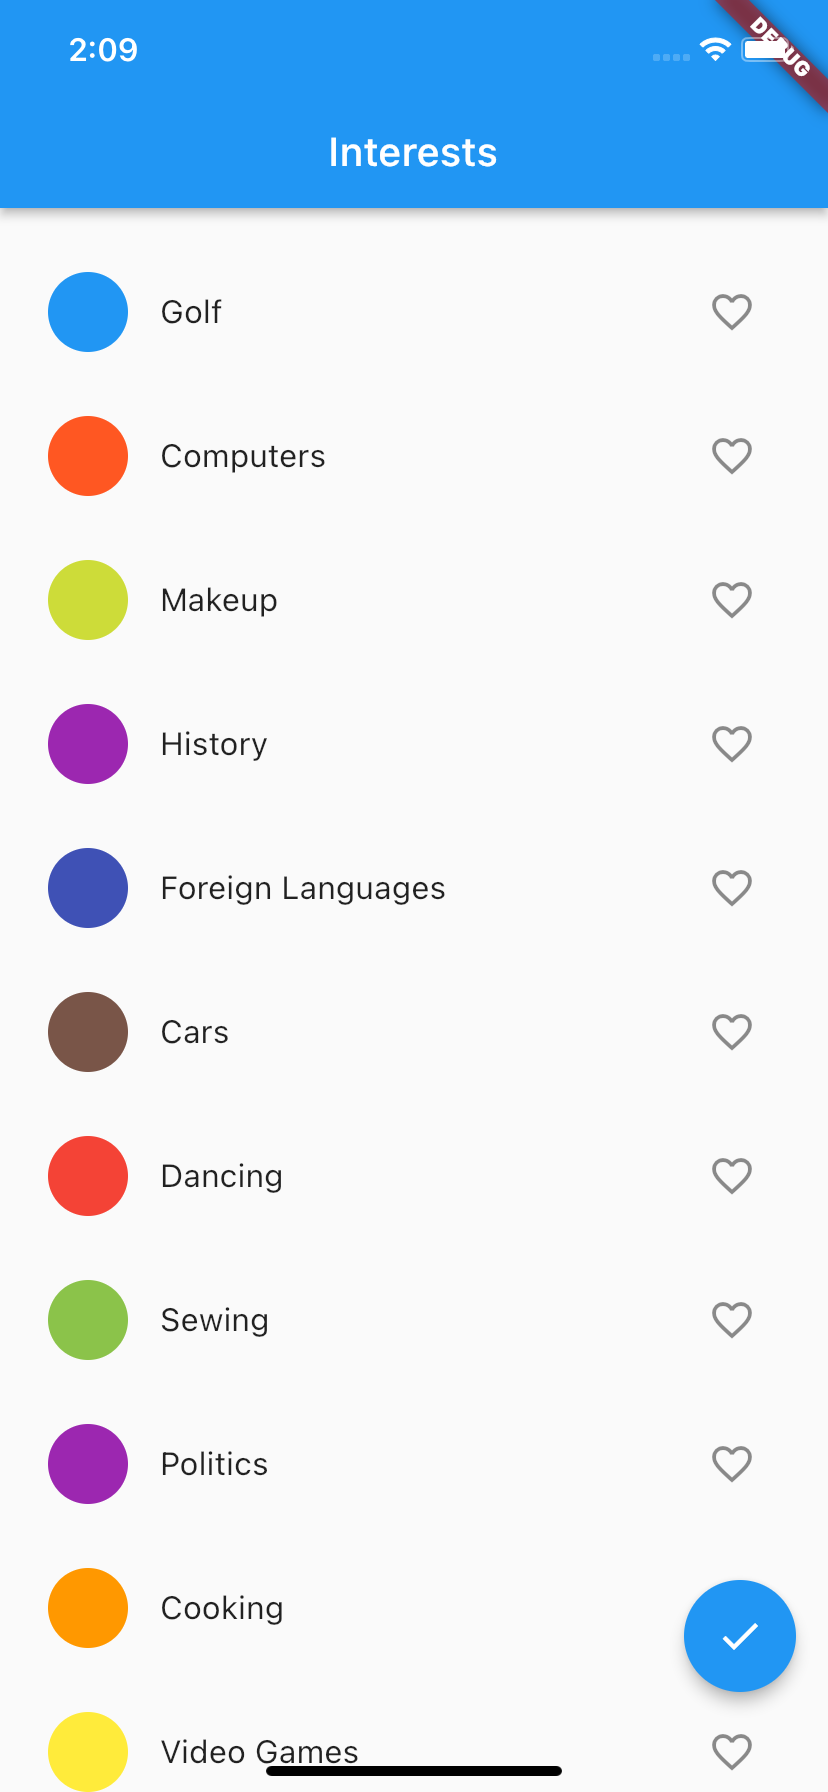 2:09
DEBUG
Interests
Golf
Computers
Makeup
History
Foreign Languages
Cars
Dancing
Sewing
Politics
Cooking
Video Games